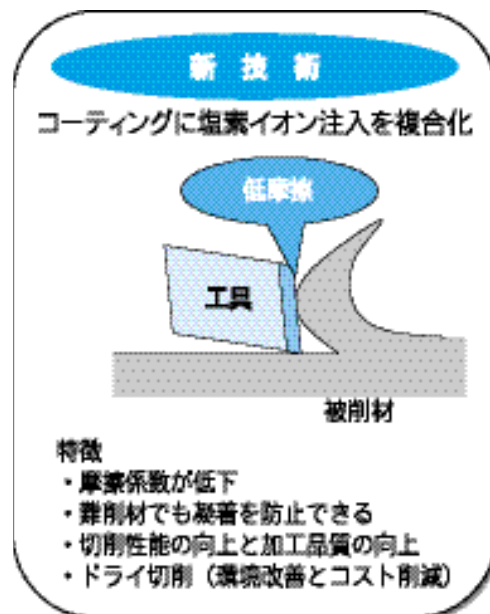 新技術
コーティングに塩素イオン注入を複合化
低摩擦
工具
被削材
特徴
・摩擦係数が低下
・難削材でも凝着を防止できる
・切削性能の向上と加工品質の向上
・ドライ切削（環境改善とコスト削減）